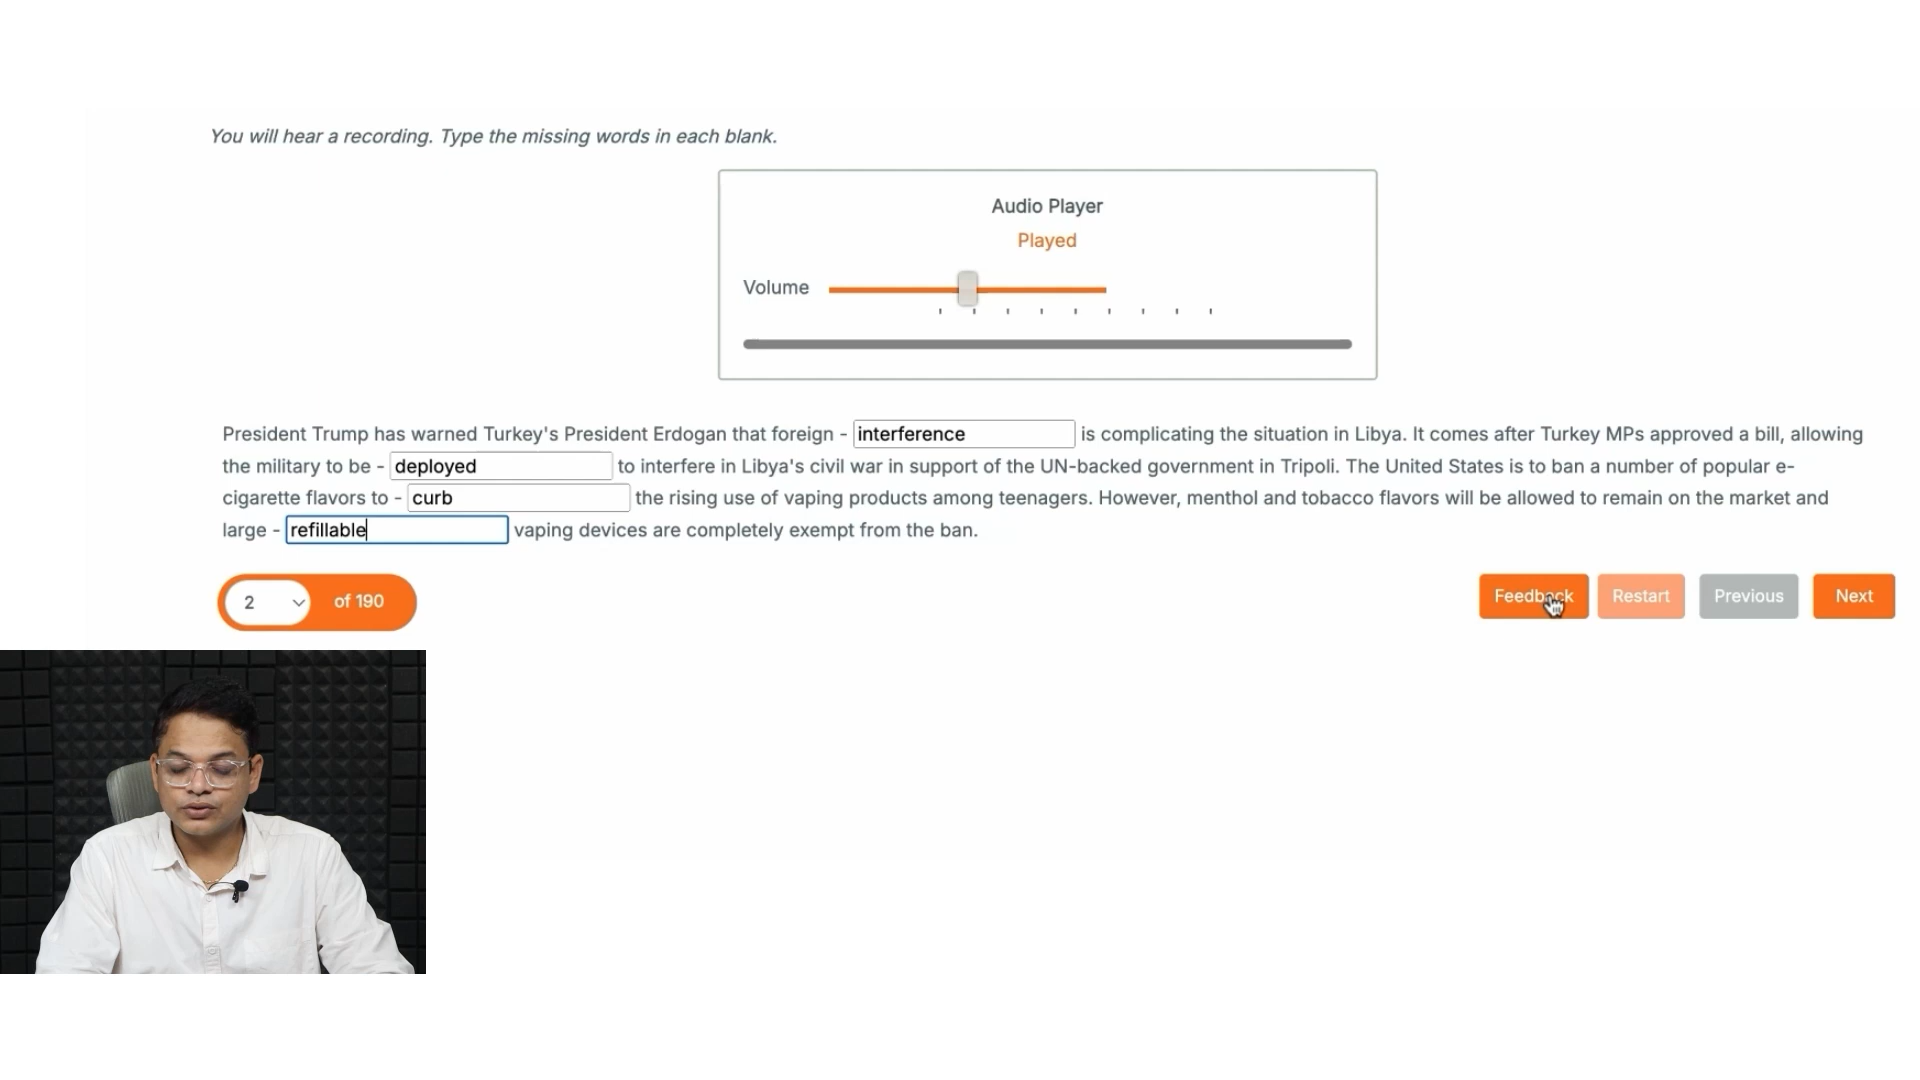 You will hear a recording. Type the missing words in each blank.
Audio Player
Played
Volume
President Trump has warned Turkey's President Erdogan that foreign - interference is complicating the situation in Libya. It comes after Turkey MPs approved a bill, allowing
the military to be - deployed to interfere in Libya's civil war in support of the UN-backed government in Tripoli. The United States is to ban a number of popular e-
cigarette flavors to - curb the rising use of vaping products among teenagers. However, menthol and tobacco flavors will be allowed to remain on the market and
large - refillable vaping devices are completely exempt from the ban.
2 of 190
Feedback Restart Previous Next